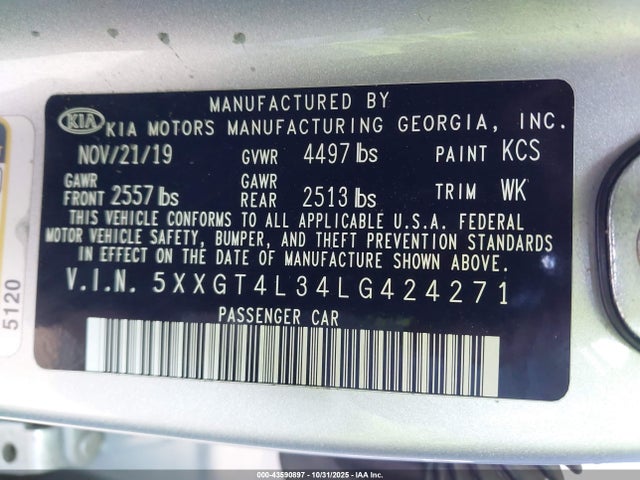 MANUFACTURED BY
KIA KIA MOTORS MANUFACTURING GEORGIA, INC.
NOV/21/19 GVWR 4497 lbs PAINT KCS
GAWR FRONT 2557 lbs GAWR REAR 2513 lbs TRIM WK
THIS VEHICLE CONFORMS TO ALL APPLICABLE U.S.A. FEDERAL
MOTOR VEHICLE SAFETY, BUMPER, AND THEFT PREVENTION STANDARDS
IN EFFECT ON THE DATE OF MANUFACTURE SHOWN ABOVE.
V.I.N. 5XXGT4L34LG424271
PASSENGER CAR
5120
000-43590897 - 10/31/2025 - IAA Inc.